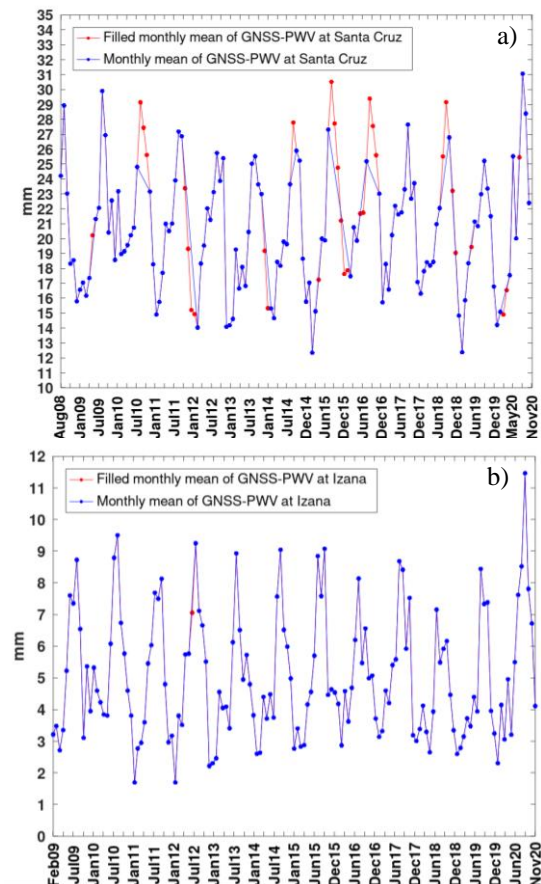 a)
Filled monthly mean of GNSS-PWV at Santa Cruz
Monthly mean of GNSS-PWV at Santa Cruz
35
34
33
32
31
30
29
28
27
26
25
24
23
22
21
20
19
18
17
16
15
14
13
12
11
10
mm
Aug08
Jan09
Jul09
Jan10
Jul10
Jan11
Jul11
Jan12
Jul12
Jan13
Jul13
Jan14
Jul14
Dec14
Jun15
Dec15
Jun16
Dec16
Jun17
Dec17
Jun18
Dec18
Jun19
Dec19
May20
Nov20
b)
Filled monthly mean of GNSS-PWV at Izana
Monthly mean of GNSS-PWV at Izana
12
11
10
9
8
7
6
5
4
3
2
1
0
mm
Feb09
Jul09
Jan10
Jul10
Jan11
Jul11
Jan12
Jul12
Jan13
Jul13
Jan14
Jul14
Jan15
Jun15
Dec15
Jun16
Dec16
Jun17
Dec17
Jun18
Dec18
Jun19
Dec19
Jun20
Nov20